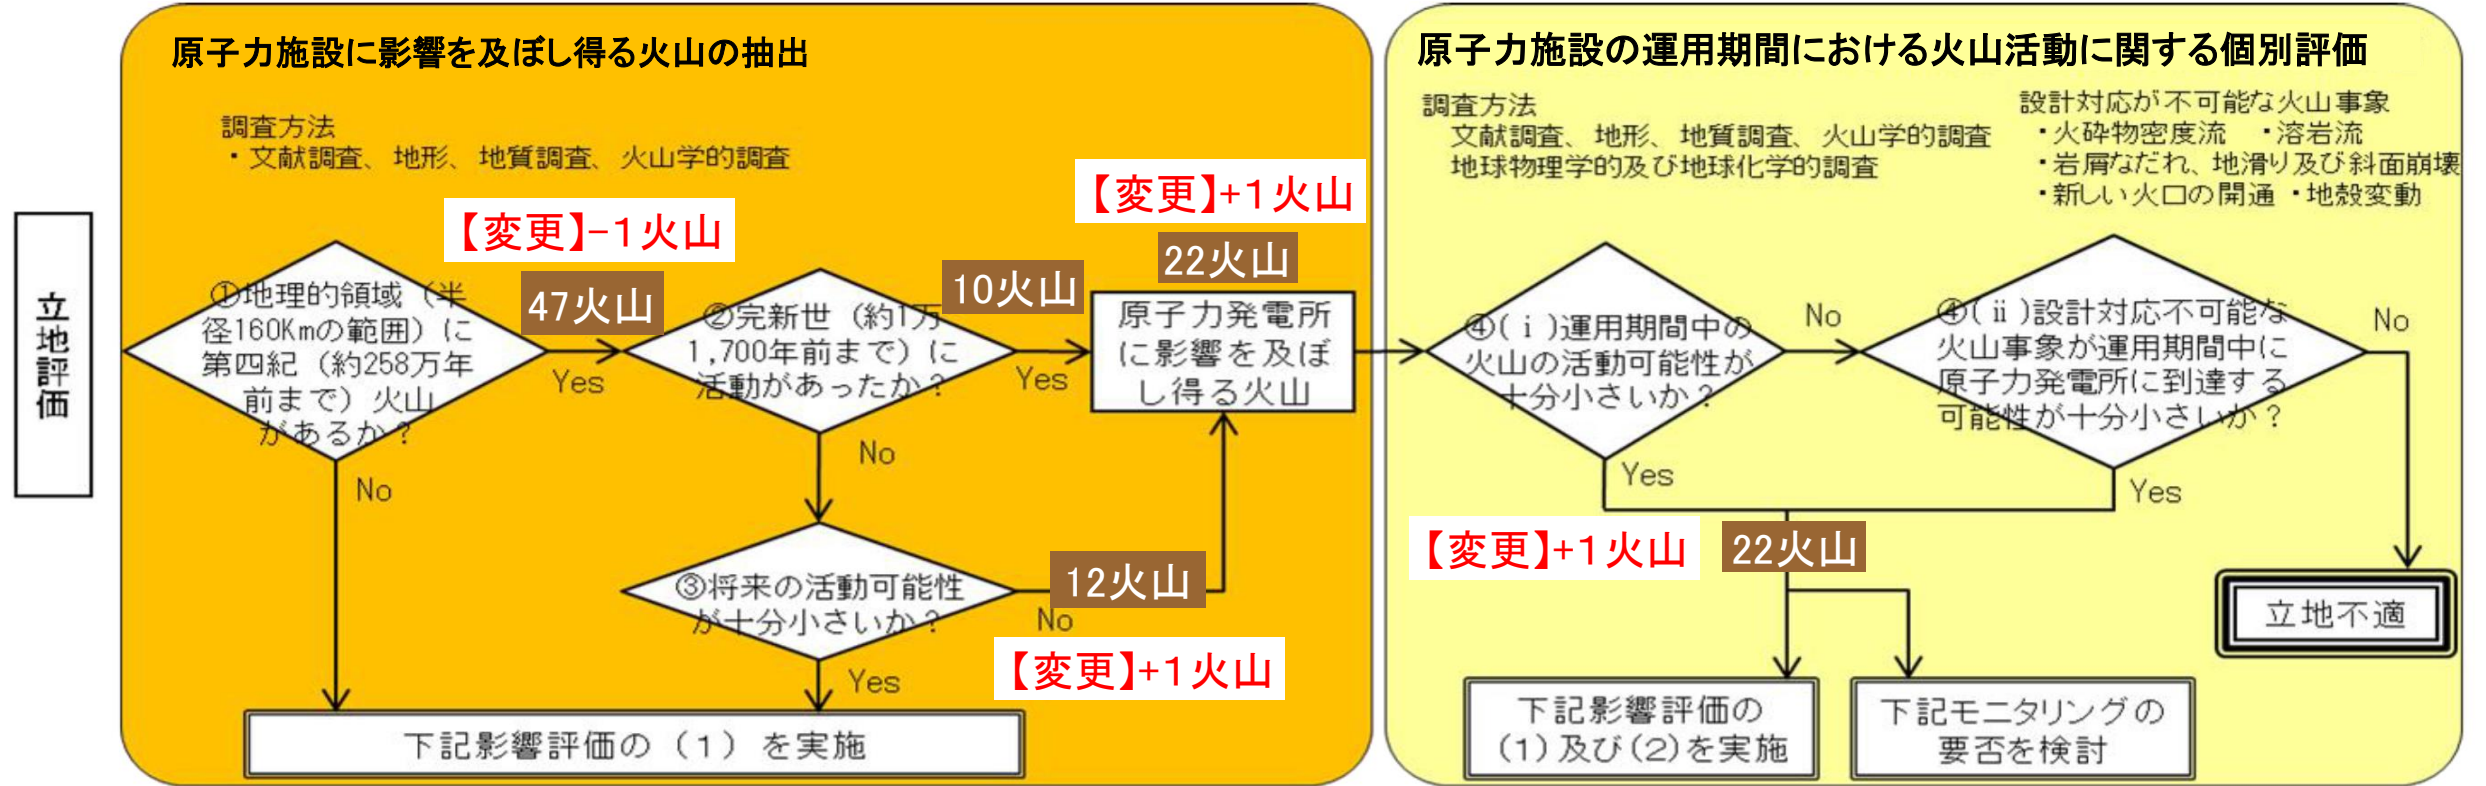 立地評価
原子力施設に影響を及ぼし得る火山の抽出
調査方法
・文献調査、地形、地質調査、火山学的調査
①地理的領域（半
径160Kmの範囲）に
第四紀（約258万年
前まで）火山
があるか？
No
Yes
【変更】-1火山
47火山
②完新世（約1万
1,700年前まで）に
活動があったか？
Yes
No
10火山
③将来の活動可能性
が十分小さいか？
No
Yes
12火山
【変更】+1火山
【変更】+1火山
22火山
原子力発電所
に影響を及ぼ
し得る火山
下記影響評価の（1）を実施
原子力施設の運用期間における火山活動に関する個別評価
調査方法
文献調査、地形、地質調査、火山学的調査
地球物理学的及び地球化学的調査
設計対応が不可能な火山事象
・火砕物密度流　・溶岩流
・岩屑なだれ、地滑り及び斜面崩壊
・新しい火口の開通　・地殻変動
④(ⅰ)運用期間中の
火山の活動可能性が
十分小さいか？
No
Yes
④(ⅱ)設計対応不可能な
火山事象が運用期間中に
原子力発電所に到達する
可能性が十分小さいか？
No
Yes
【変更】+1火山
22火山
立地不適
下記影響評価の
(1)及び(2)を実施
下記モニタリングの
要否を検討